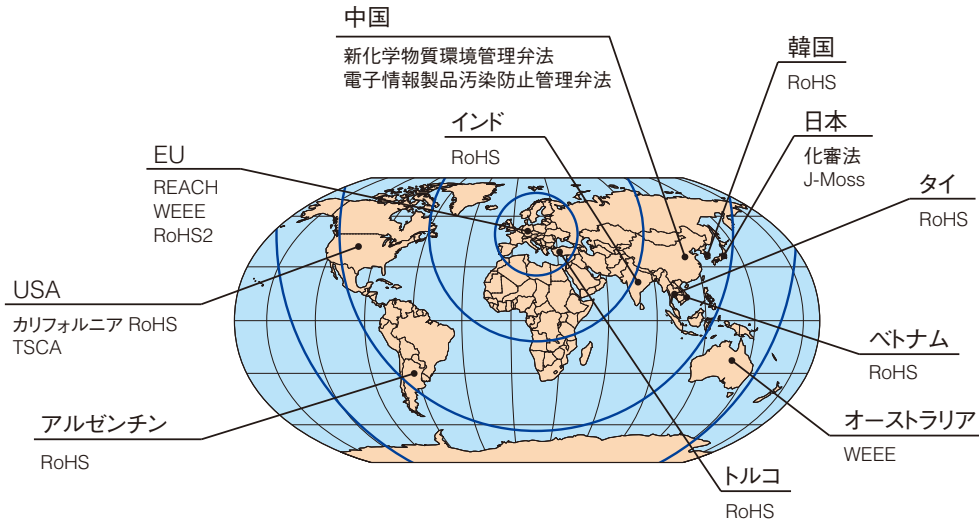 中国
新化学物質環境管理弁法
電子情報製品汚染防止管理弁法
韓国
RoHS
インド
RoHS
日本
化審法
J-Moss
EU
REACH
WEEE
RoHS2
タイ
RoHS
USA
カリフォルニア RoHS
TSCA
ベトナム
RoHS
アルゼンチン
RoHS
オーストラリア
WEEE
トルコ
RoHS